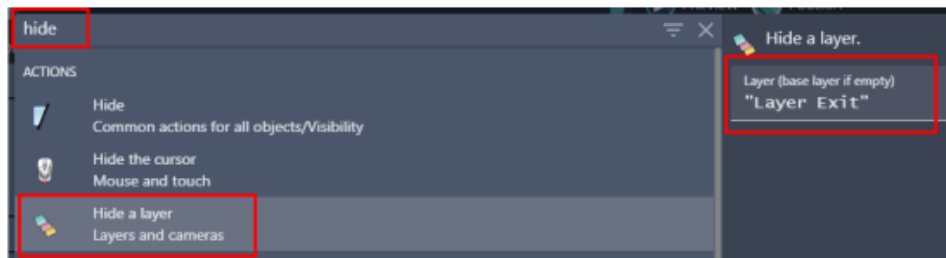 hide
ACTIONS
Hide
Common actions for all objects/Visibility
Hide the cursor
Mouse and touch
Hide a layer
Layers and cameras
Hide a layer.
Layer (base layer if empty)
"Layer Exit"